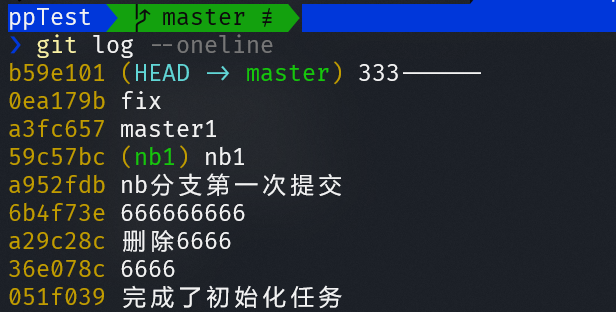 ppTest master ≢
❯ git log --oneline
b59e101 (HEAD -> master) 333------
0ea179b fix
a3fc657 master1
59c57bc (nb1) nb1
a952fdb nb分支第一次提交
6b4f73e 666666666
a29c28c 删除6666
36e078c 6666
051f039 完成了初始化任务